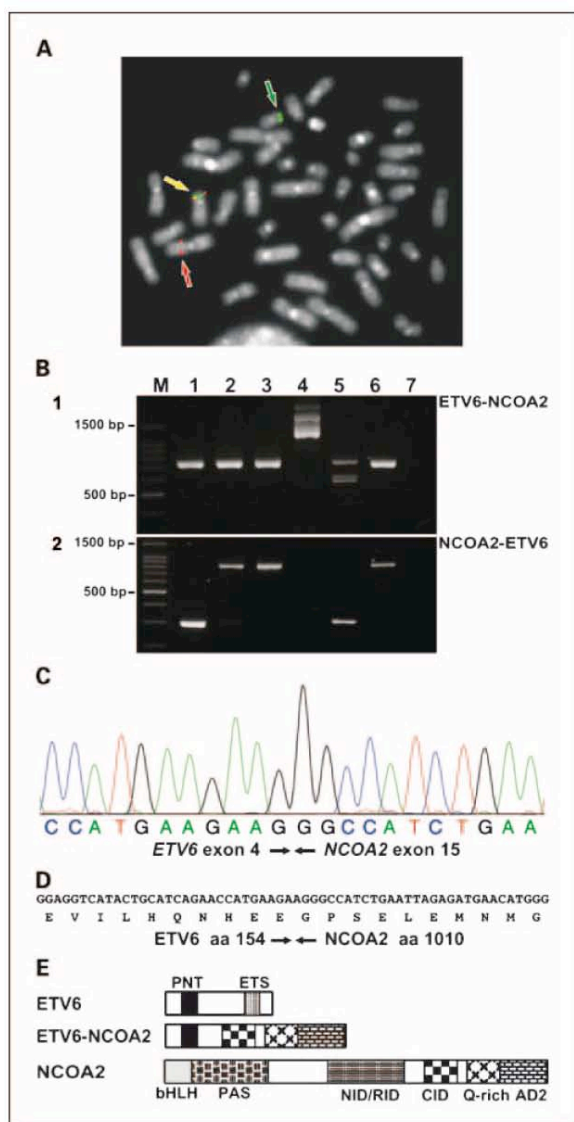 A
B
M 1 2 3 4 5 6 7
1
ETV6-NCOA2
1500 bp
500 bp
2
NCOA2-ETV6
1500 bp
500 bp
C
C C A T G A A G A A G G G C C A T C T G A A
ETV6 exon 4 →← NCOA2 exon 15
D
GGAGGTCATACTGCATCAGAACCATGAAGAAGGGCCATCTGAATTAGAGATGAACATGGG
E V I L H Q N H E E G P S E L E M N M G
ETV6 aa 154 →← NCOA2 aa 1010
E
PNT ETS
ETV6
ETV6-NCOA2
NCOA2
bHLH PAS NID/RID CID Q-rich AD2